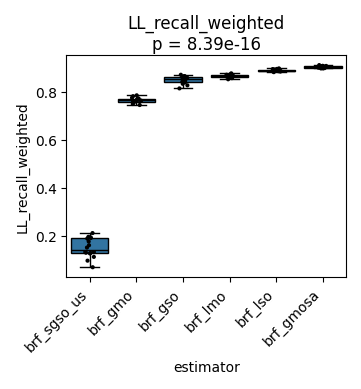 LL_recall_weighted
p = 8.39e-16
LL_recall_weighted
0.8
0.6
0.4
0.2
brf_sgso_us
brf_gmo
brf_gso
brf_lmo
brf_lso
brf_gmosa
estimator